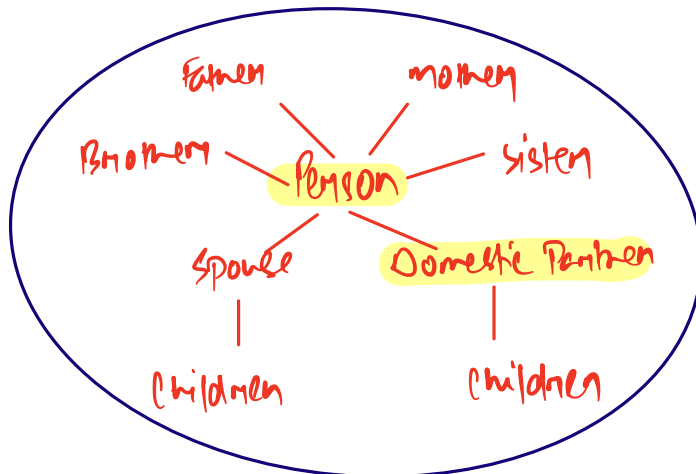 Father
mother
Brother
Person
sister
Spouse
Domestic Partner
Children
Children